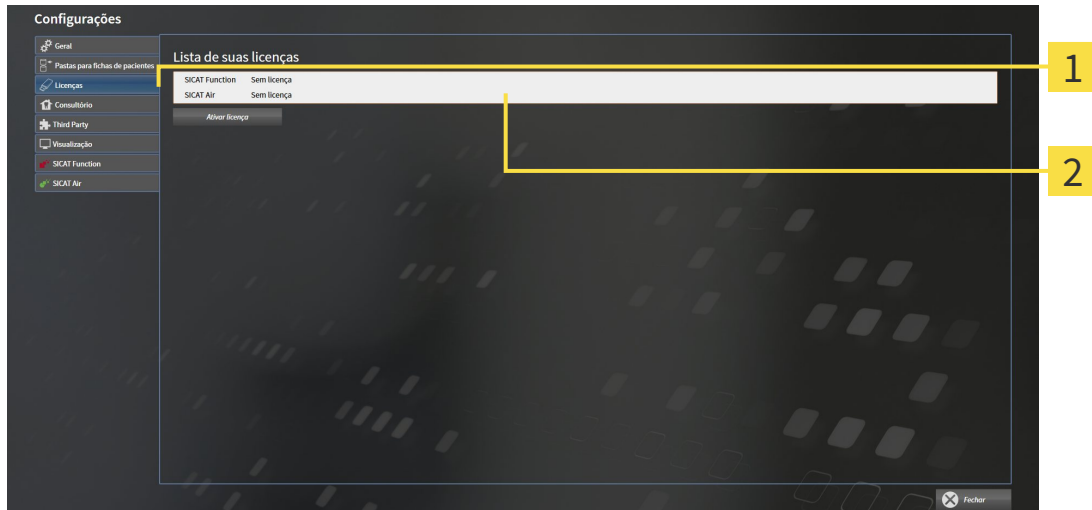 Configurações
Geral
Pastas para fichas de pacientes
Licenças
Consultório
Third Party
Visualização
SICAT Function
SICAT Air
Lista de suas licenças
SICAT Function Sem licença
SICAT Air Sem licença
Ativar licença
Fechar
1
2